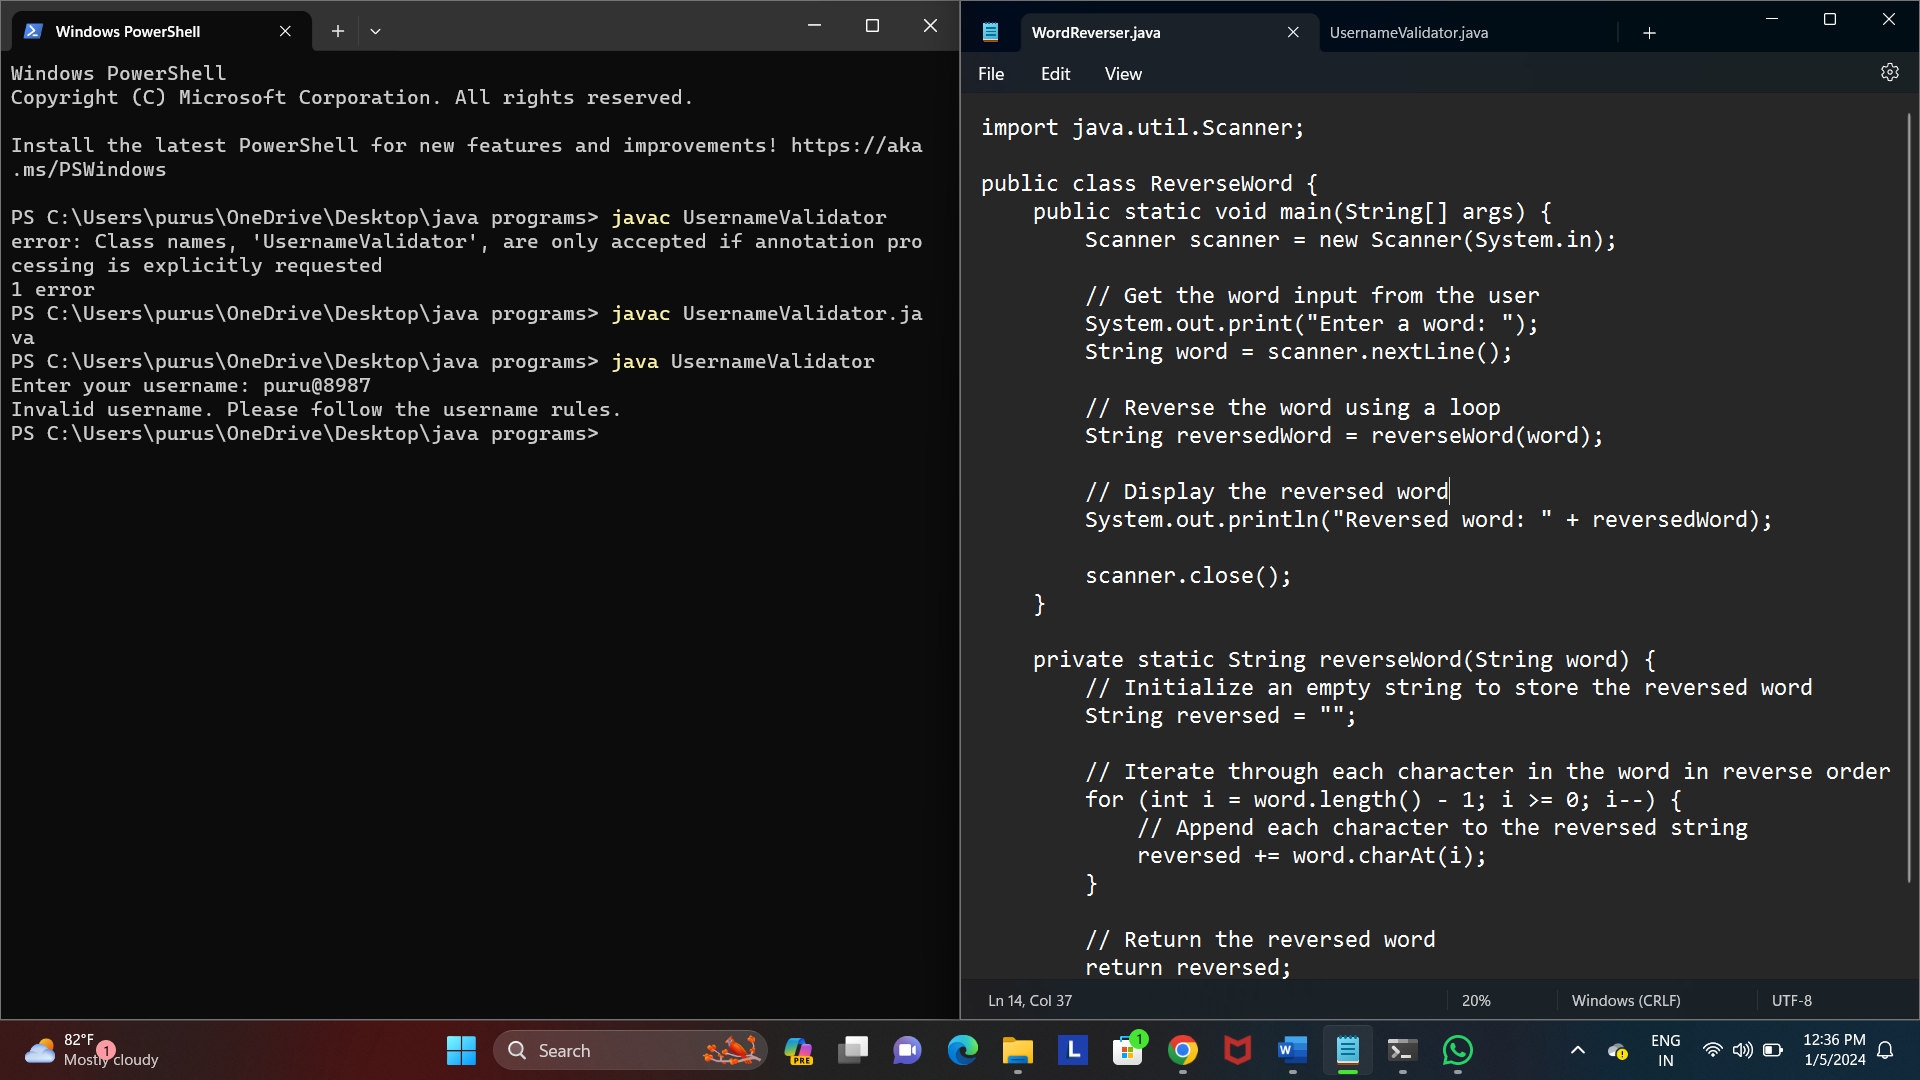 Windows PowerShell
Windows PowerShell
Copyright (C) Microsoft Corporation. All rights reserved.
Install the latest PowerShell for new features and improvements! https://aka
.ms/PSWindows
PS C:\Users\purus\OneDrive\Desktop\java programs> javac UsernameValidator
error: Class names, 'UsernameValidator', are only accepted if annotation pro
cessing is explicitly requested
1 error
PS C:\Users\purus\OneDrive\Desktop\java programs> javac UsernameValidator.ja
va
PS C:\Users\purus\OneDrive\Desktop\java programs> java UsernameValidator
Enter your username: puru@8987
Invalid username. Please follow the username rules.
PS C:\Users\purus\OneDrive\Desktop\java programs>
WordReverser.java
UsernameValidator.java
File Edit View
import java.util.Scanner;
public class ReverseWord {
public static void main(String[] args) {
Scanner scanner = new Scanner(System.in);
// Get the word input from the user
System.out.print("Enter a word: ");
String word = scanner.nextLine();
// Reverse the word using a loop
String reversedWord = reverseWord(word);
// Display the reversed word
System.out.println("Reversed word: " + reversedWord);
scanner.close();
}
private static String reverseWord(String word) {
// Initialize an empty string to store the reversed word
String reversed = "";
// Iterate through each character in the word in reverse order
for (int i = word.length() - 1; i >= 0; i--) {
// Append each character to the reversed string
reversed += word.charAt(i);
}
// Return the reversed word
return reversed;
Ln 14, Col 37
20%
Windows (CRLF)
UTF-8
82°F
1
Mostly cloudy
Search
PRE
L
1
W
ENG
IN
12:36 PM
1/5/2024